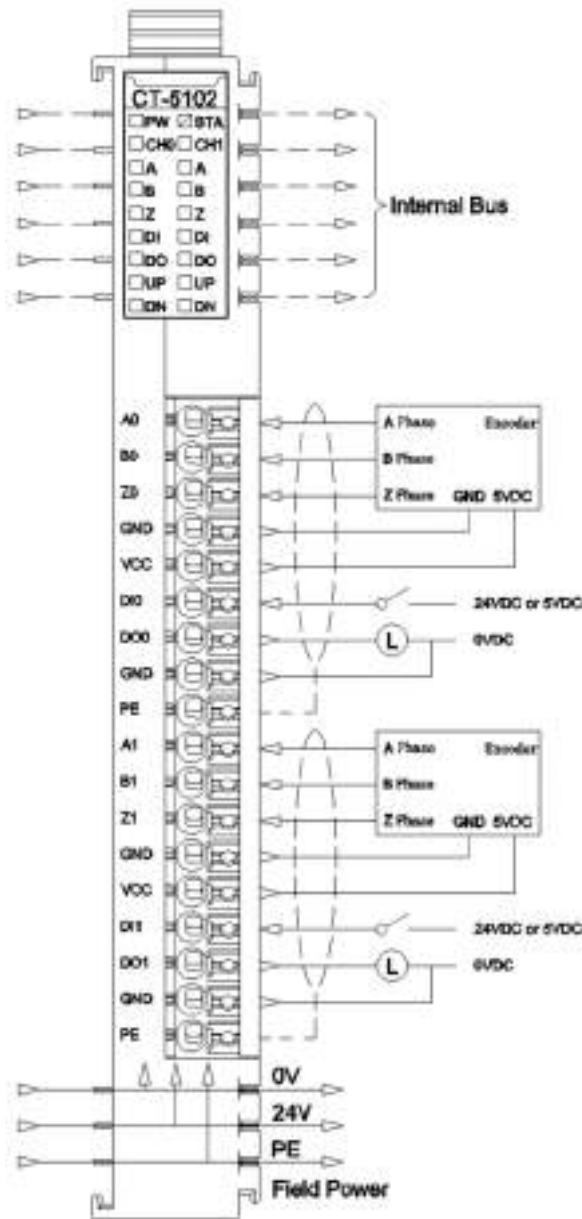 CT-5102
PW STA
CH0 CH1
A A
B B
Z Z
DI DI
DO DO
UP UP
DN DN
Internal Bus
A0
B0
Z0
GND
VCC
DI0
DO0
GND
PE
A Phase Encoder
B Phase
Z Phase GND 5VDC
24VDC or 5VDC
L 0VDC
A1
B1
Z1
GND
VCC
DI1
DO1
GND
PE
A Phase Encoder
B Phase
Z Phase GND 5VDC
24VDC or 5VDC
L 0VDC
0V
24V
PE
Field Power